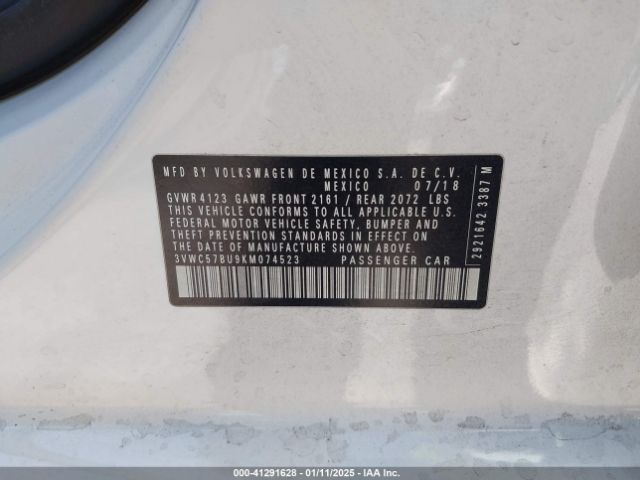 MFD BY VOLKSWAGEN DE MEXICO S.A. DE C.V.
MEXICO 07/18
GVWR 4123 GAWR FRONT 2161 / REAR 2072 LBS
THIS VEHICLE CONFORMS TO ALL APPLICABLE U.S.
FEDERAL MOTOR VEHICLE SAFETY, BUMPER AND
THEFT PREVENTION STANDARDS IN EFFECT ON
THE DATE OF MANUFACTURE SHOWN ABOVE.
3VWC57BU9KM074523 PASSENGER CAR
2921642 3387 M
000-41291628 - 01/11/2025 - IAA Inc.